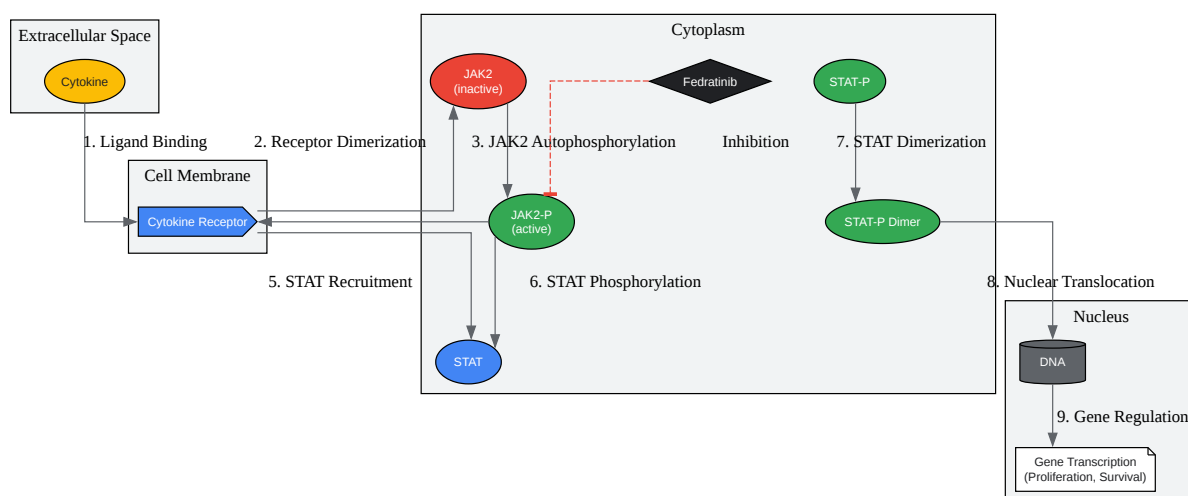 Extracellular Space
Cytokine
1. Ligand Binding
Cell Membrane
Cytokine Receptor
2. Receptor Dimerization
Cytoplasm
JAK2
(inactive)
Fedratinib
STAT-P
3. JAK2 Autophosphorylation
Inhibition
7. STAT Dimerization
JAK2-P
(active)
STAT-P Dimer
5. STAT Recruitment
6. STAT Phosphorylation
STAT
8. Nuclear Translocation
Nucleus
DNA
9. Gene Regulation
Gene Transcription
(Proliferation, Survival)